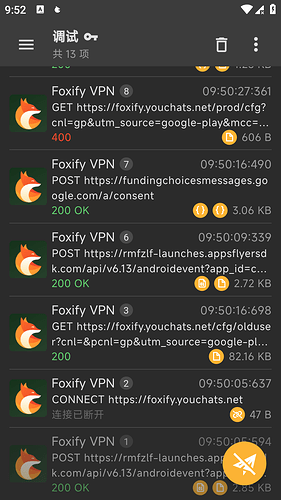 9:52
调试
共 13 项
Foxify VPN 8 09:50:27:361
GET https://foxify.youchats.net/prod/cfg?
cnl=gp&utm_source=google-play&mcc=...
400 606 B
Foxify VPN 7 09:50:16:490
POST https://fundingchoicesmessages.go
ogle.com/a/consent
200 OK {} {} 3.06 KB
Foxify VPN 6 09:50:09:339
POST https://rmfzlf-launches.appsflyersd
k.com/api/v6.13/androidevent?app_id=c...
200 OK 2.72 KB
Foxify VPN 3 09:50:16:698
GET https://foxify.youchats.net/cfg/olduse
r?cnl=&pcnl=gp&utm_source=google-pl...
200 82.16 KB
Foxify VPN 2 09:50:05:637
CONNECT https://foxify.youchats.net
连接已断开 47 B
Foxify VPN 1 09:50:05:594
POST https://rmfzlf-launches.app
k.com/api/v6.13/androidevent?ap
200 OK 2.85 KB